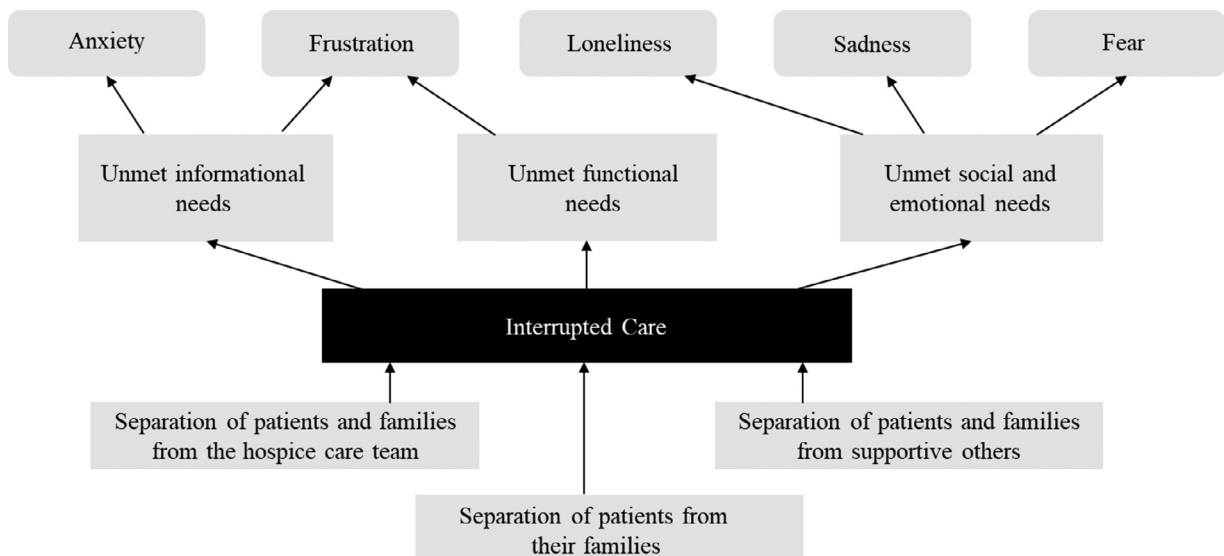 Anxiety
Frustration
Loneliness
Sadness
Fear
Unmet informational
needs
Unmet functional
needs
Unmet social and
emotional needs
Interrupted Care
Separation of patients and families
from the hospice care team
Separation of patients and families
from supportive others
Separation of patients from
their families